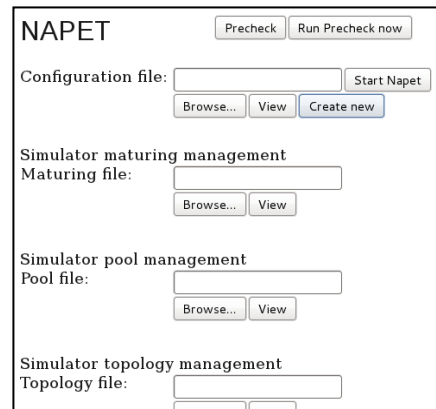 NAPET Precheck Run Precheck now
Configuration file: Start Napet
Browse... View Create new
Simulator maturing management
Maturing file:
Browse... View
Simulator pool management
Pool file:
Browse... View
Simulator topology management
Topology file: